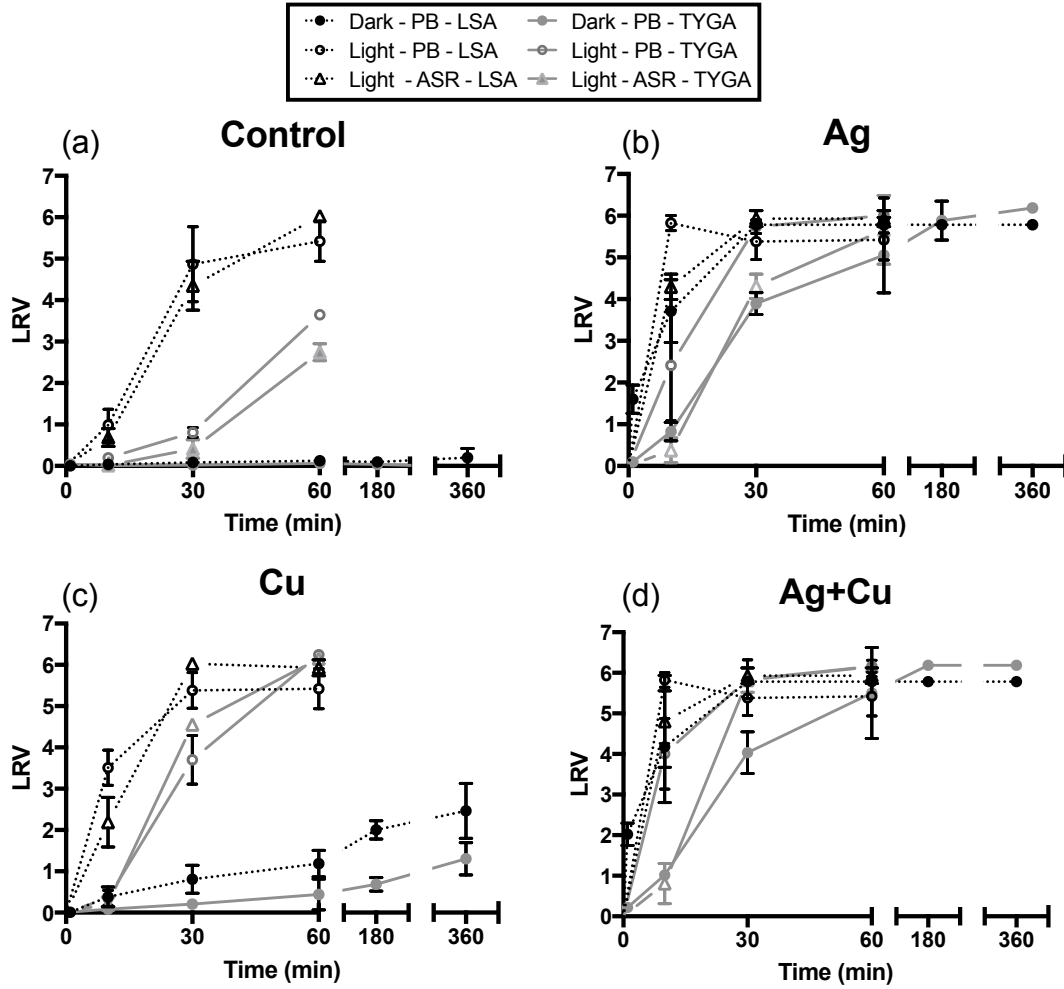 Dark - PB - LSA Dark - PB - TYGA
Light - PB - LSA Light - PB - TYGA
Light - ASR - LSA Light - ASR - TYGA
(a) Control
7
6
5
4
3
2
1
0
LRV
0 30 60 180 360
Time (min)
(b) Ag
7
6
5
4
3
2
1
0
LRV
0 30 60 180 360
Time (min)
(c) Cu
7
6
5
4
3
2
1
0
LRV
0 30 60 180 360
Time (min)
(d) Ag+Cu
7
6
5
4
3
2
1
0
LRV
0 30 60 180 360
Time (min)